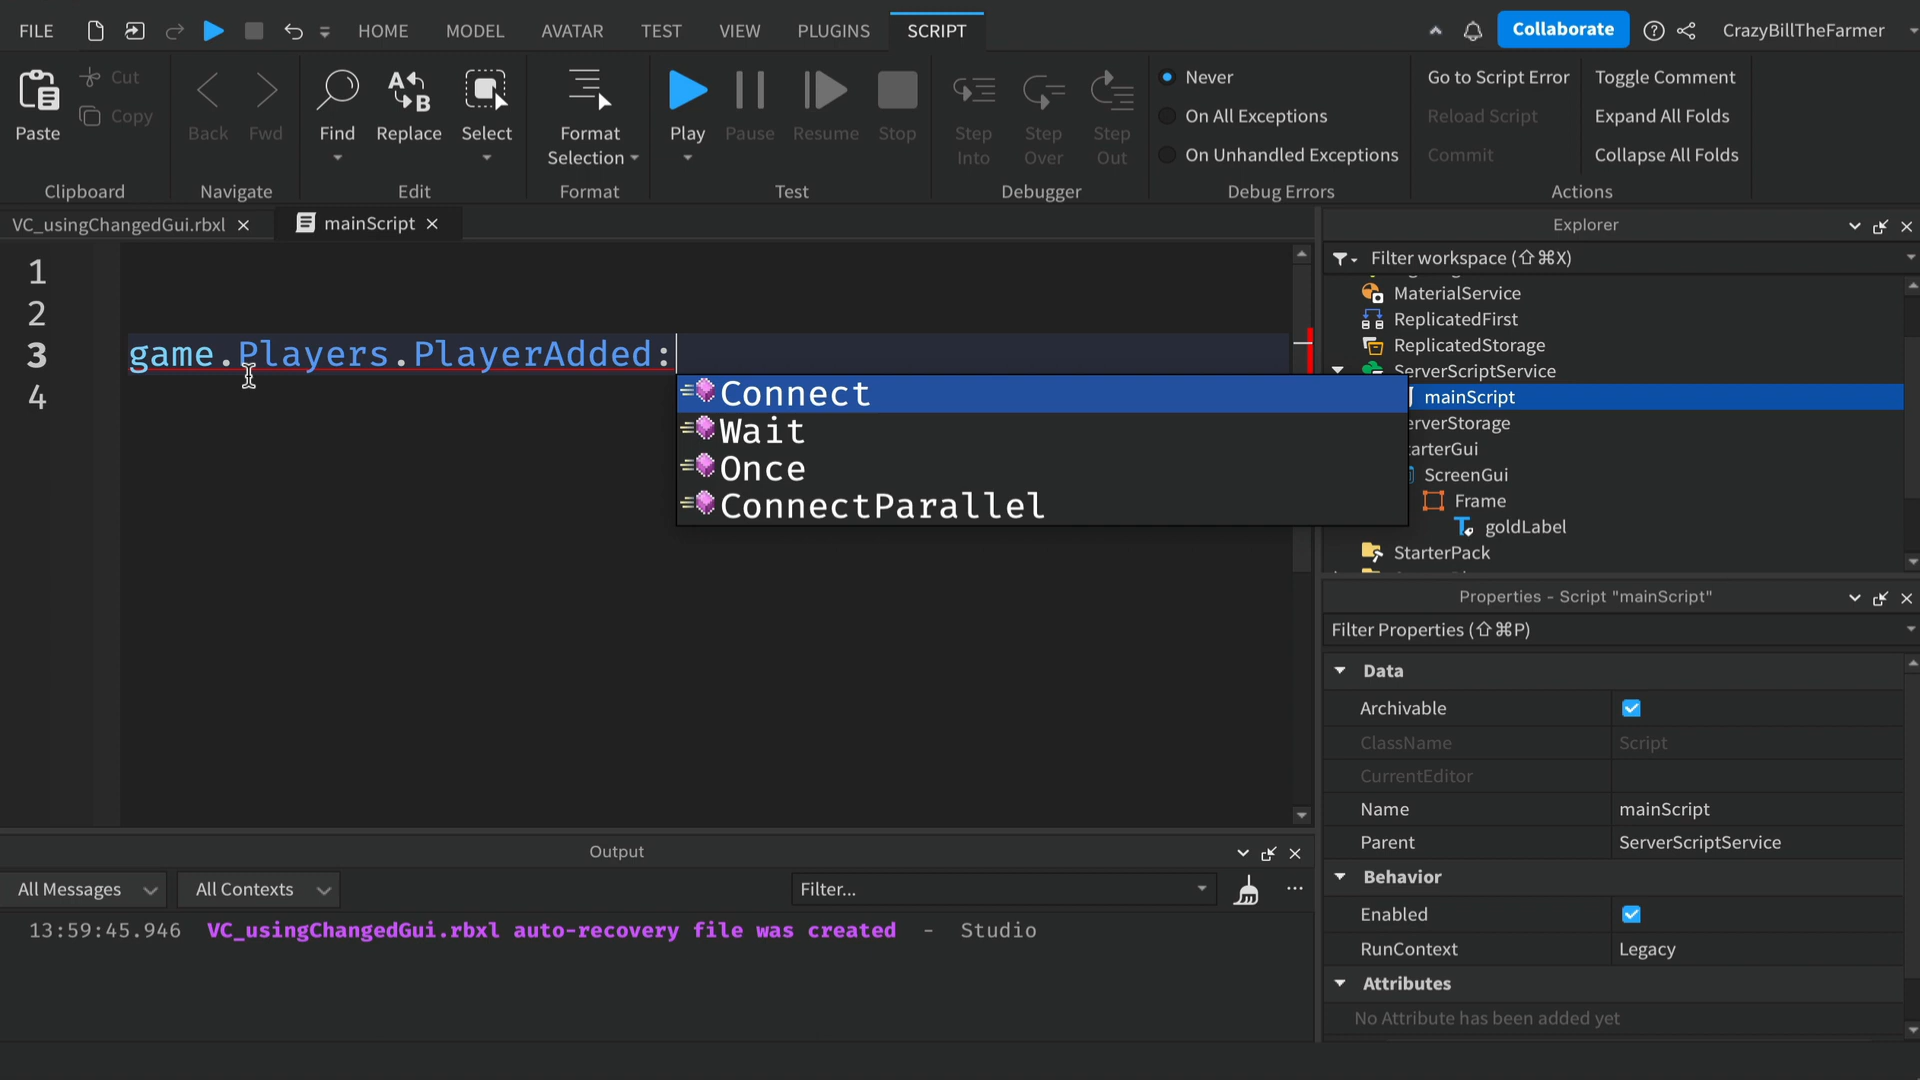 FILE HOME MODEL AVATAR TEST VIEW PLUGINS SCRIPT Collaborate CrazyBillTheFarmer
Paste Cut Copy
Clipboard
Back Fwd
Navigate
Find Replace Select
Edit
Format Selection
Format
Play Pause Resume Stop
Test
Step Into Step Over Step Out
Debugger
Never
On All Exceptions
On Unhandled Exceptions
Debug Errors
Go to Script Error Toggle Comment
Reload Script Expand All Folds
Commit Collapse All Folds
Actions
VC_usingChangedGui.rbxl mainScript
1
2
3 game.Players.PlayerAdded:
4
Connect
Wait
Once
ConnectParallel
Explorer
Filter workspace (⇧⌘X)
MaterialService
ReplicatedFirst
ReplicatedStorage
ServerScriptService
mainScript
erverStorage
tarterGui
ScreenGui
Frame
goldLabel
StarterPack
Properties - Script "mainScript"
Filter Properties (⇧⌘P)
Data
Archivable
ClassName Script
CurrentEditor
Name mainScript
Parent ServerScriptService
Behavior
Enabled
RunContext Legacy
Attributes
No Attribute has been added yet
Output
All Messages All Contexts Filter...
13:59:45.946 VC_usingChangedGui.rbxl auto-recovery file was created - Studio